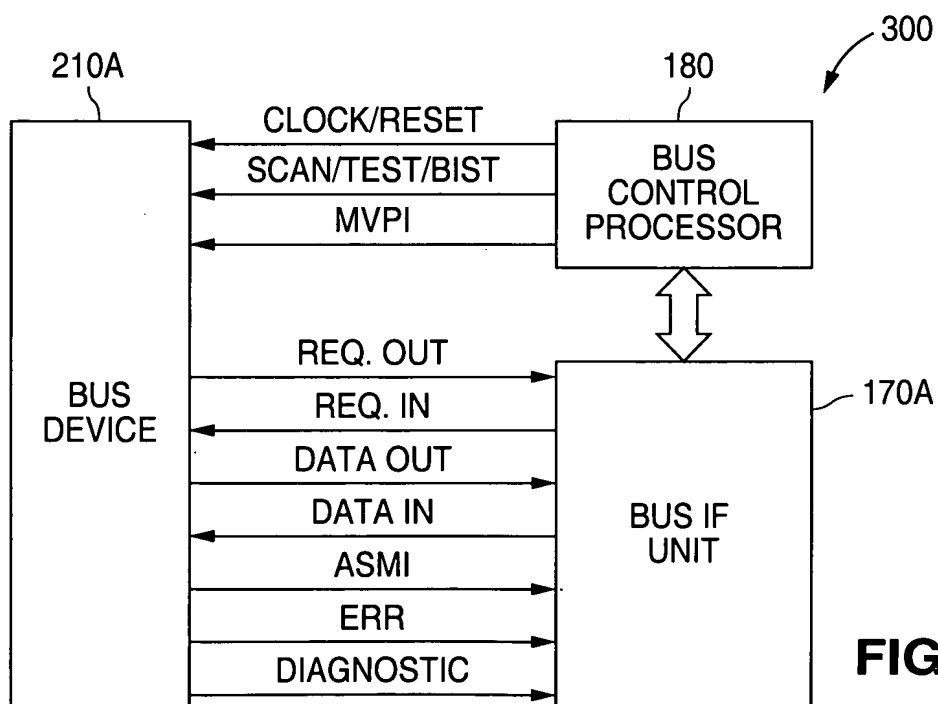 300
210A
180
CLOCK/RESET
SCAN/TEST/BIST
MVPI
BUS
CONTROL
PROCESSOR
REQ. OUT
REQ. IN
DATA OUT
DATA IN
ASMI
ERR
DIAGNOSTIC
BUS
DEVICE
170A
BUS IF
UNIT
FIG